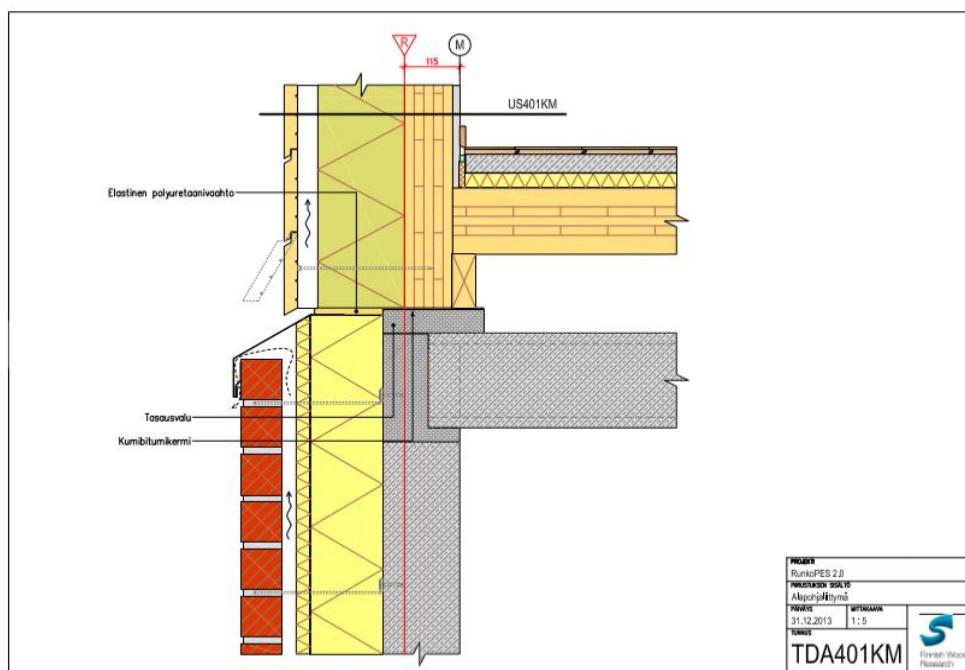 R
M
115
US401KM
Elastinen polyuretaanivaahto
Tasausvalu
Kumibitumikermi
PROJEKTI
RunkoPES 2.0
PIIRUSTUKSEN SISÄLTÖ
Alapohjaliittymä
PÄIVÄYS
MITTAKAAVA
31.12.2013
1 : 5
TUNNUS
TDA401KM
Finnish Wood
Research